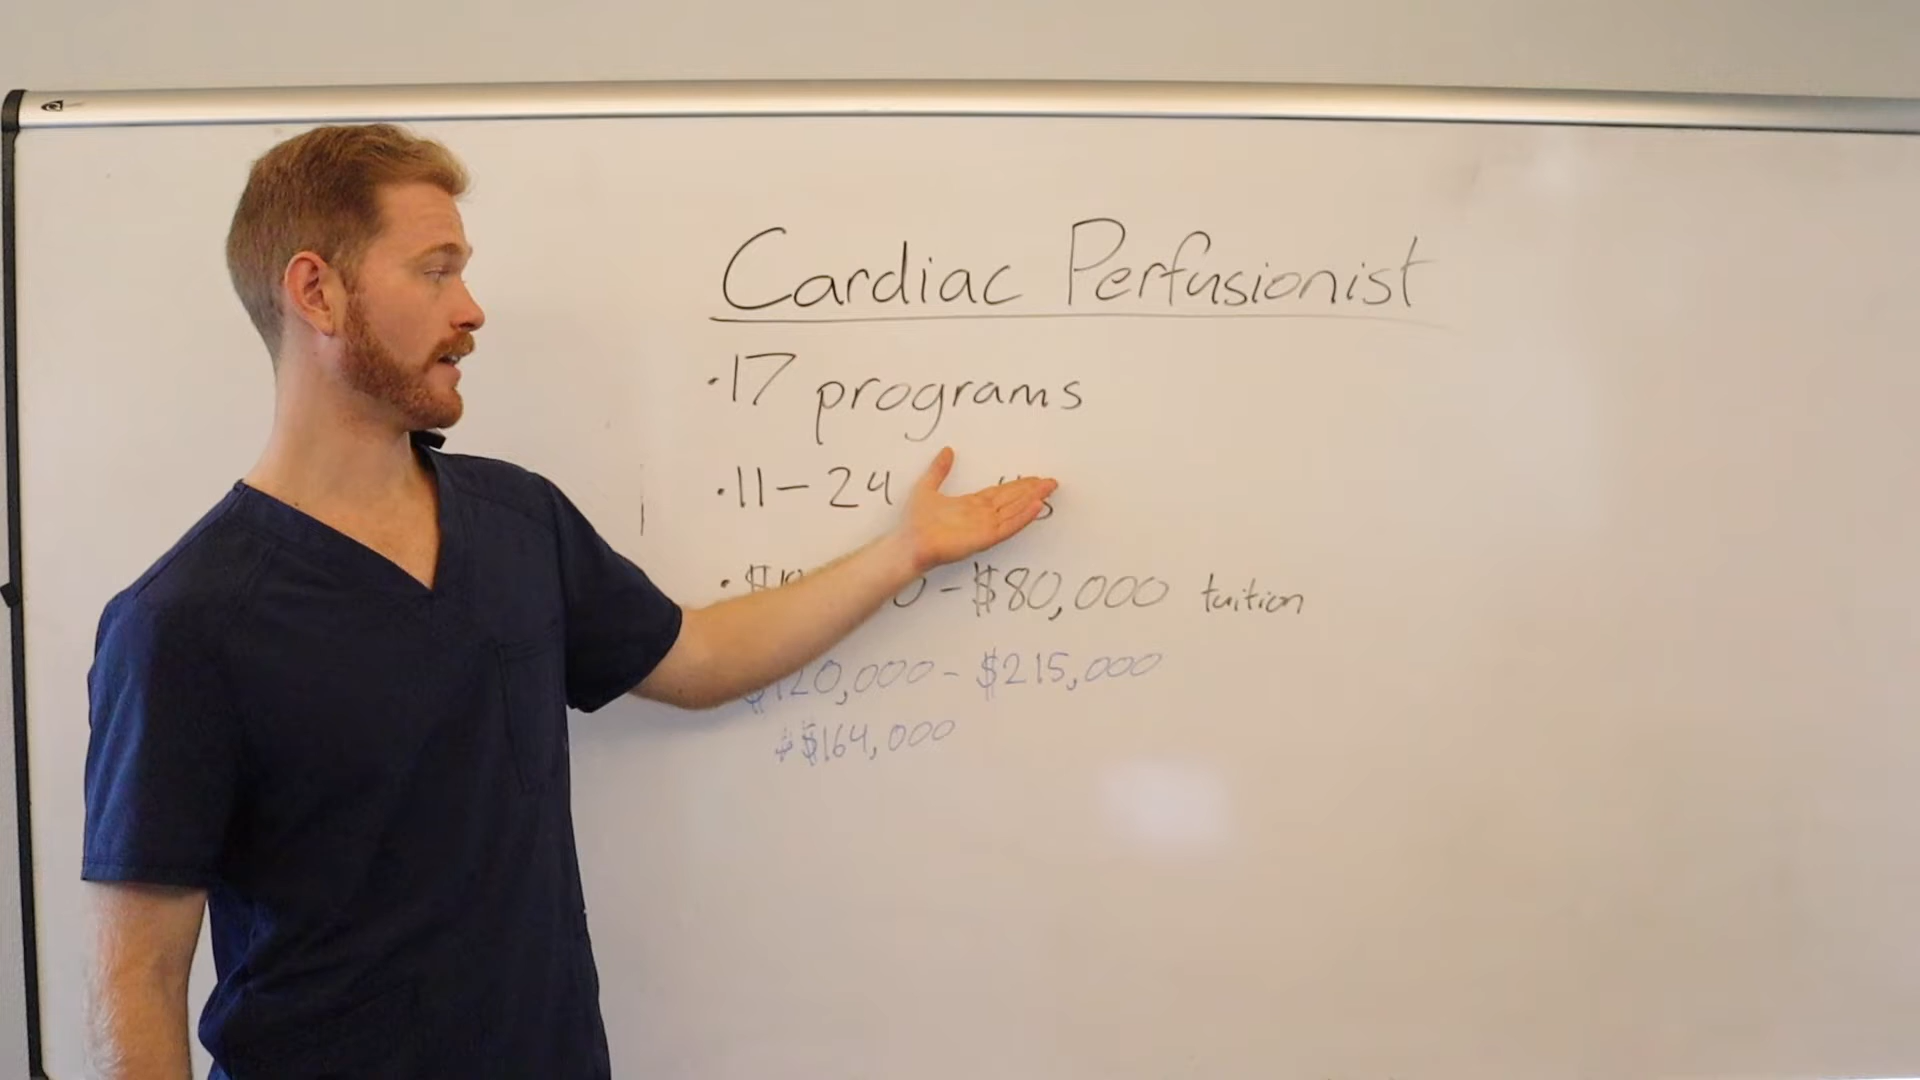 Cardiac Perfusionist
• 17 programs
• 11 – 24
• – $80,000 tuition
$120,000 – $215,000
$164,000